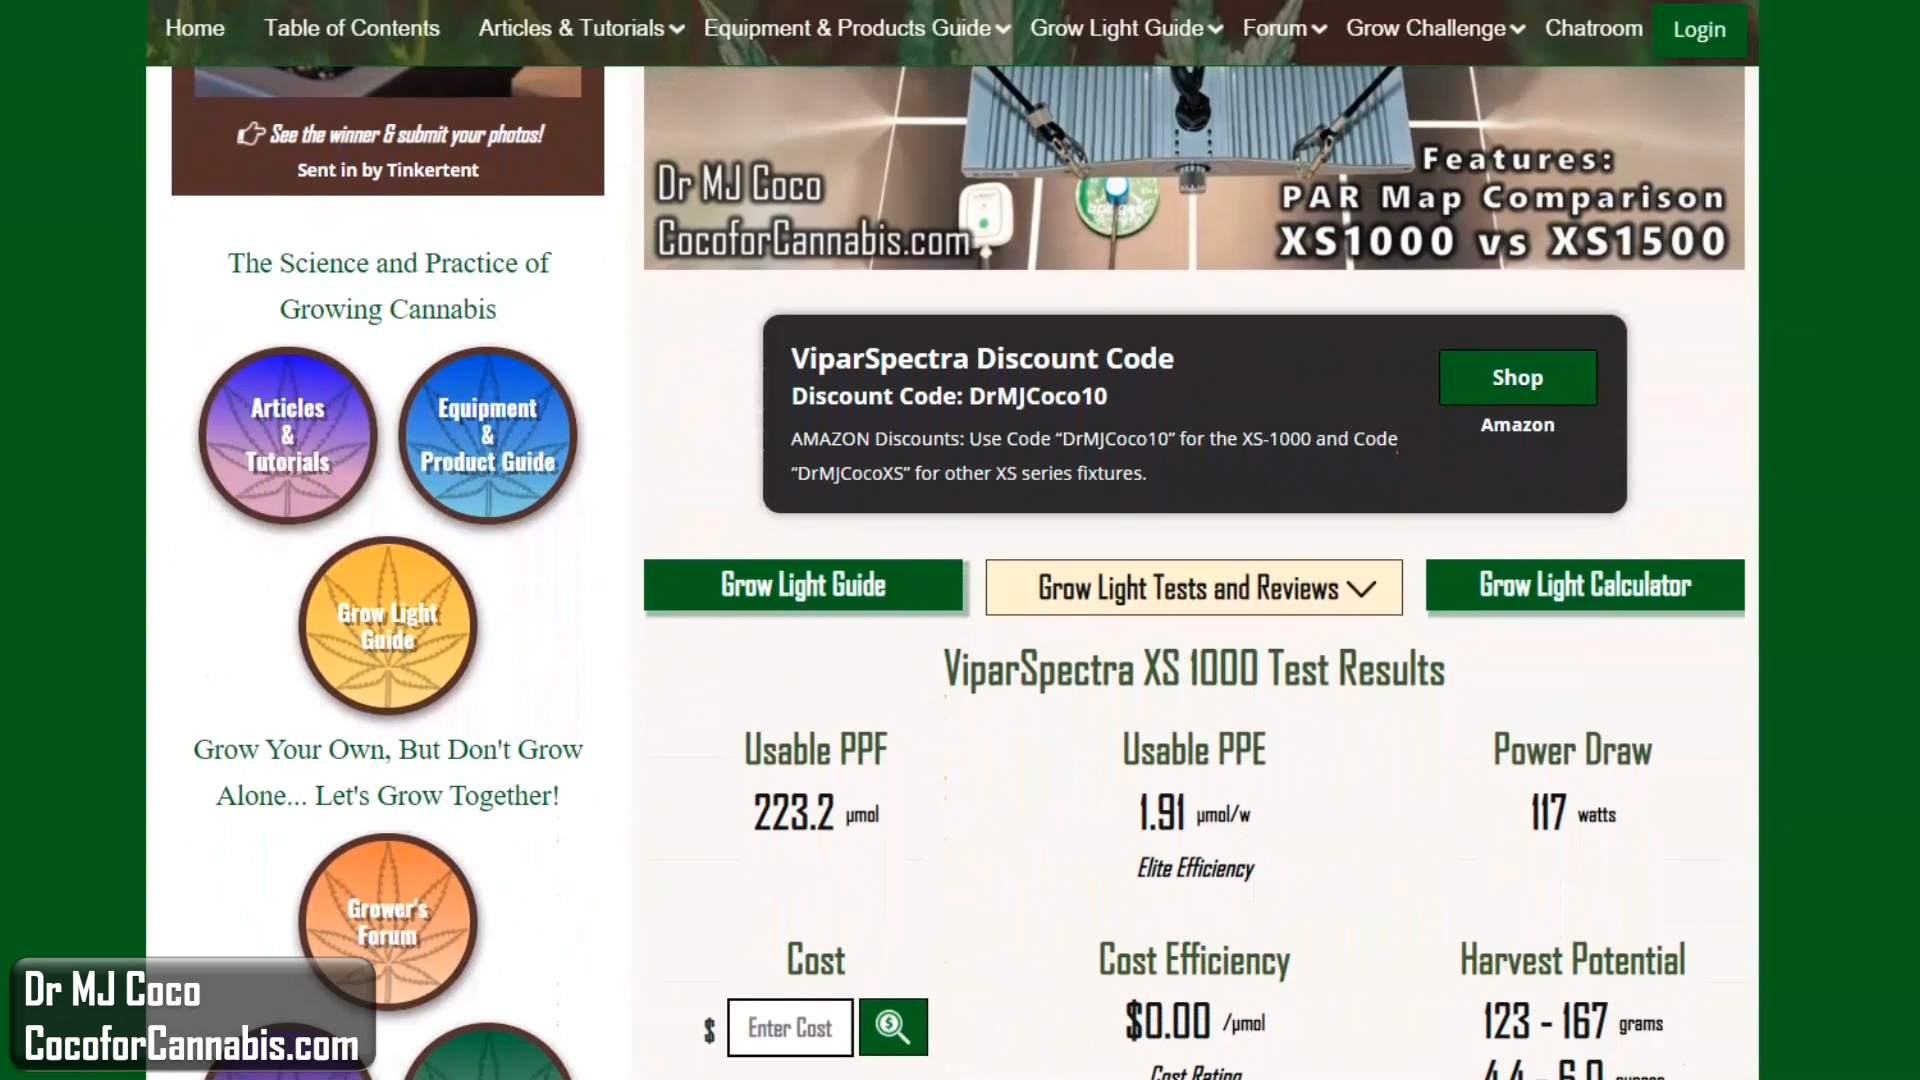 Home Table of Contents Articles & Tutorials Equipment & Products Guide Grow Light Guide Forum Grow Challenge Chatroom Login
See the winner & submit your photos!
Sent in by Tinkertent
The Science and Practice of
Growing Cannabis
Articles
&
Tutorials
Equipment
&
Product Guide
Grow Light
Guide
Grow Your Own, But Don't Grow
Alone... Let's Grow Together!
Grower's
Forum
Dr MJ Coco
CocoforCannabis.com
Features:
PAR Map Comparison
XS1000 vs XS1500
ViparSpectra Discount Code
Discount Code: DrMJCoco10
AMAZON Discounts: Use Code “DrMJCoco10” for the XS-1000 and Code
“DrMJCocoXS” for other XS series fixtures.
Shop
Amazon
Grow Light Guide
Grow Light Tests and Reviews
Grow Light Calculator
ViparSpectra XS 1000 Test Results
Usable PPF
223.2 µmol
Usable PPE
1.91 µmol/w
Elite Efficiency
Power Draw
117 watts
Cost
$ Enter Cost
Cost Efficiency
$0.00 /µmol
Cost Rating
Harvest Potential
123 - 167 grams
4.4 - 6.0 ounces
Dr MJ Coco
CocoforCannabis.com